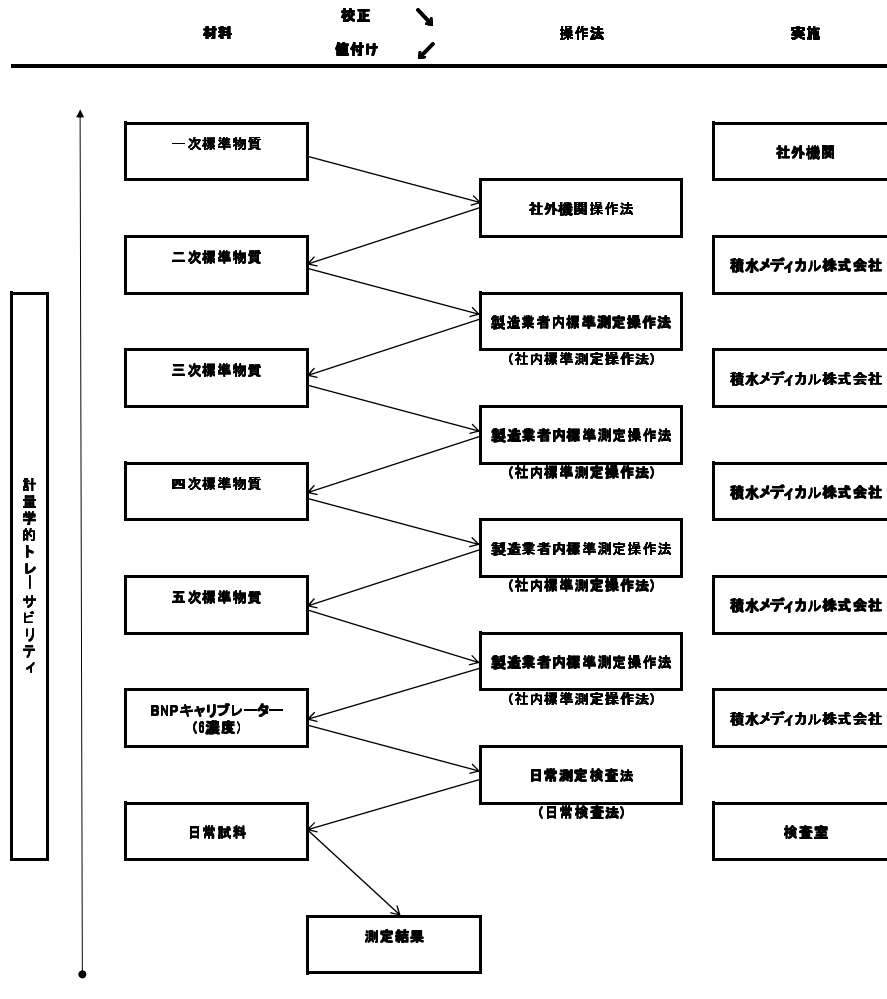 校正 ↘
材料 操作法 実施
値付け ↙
一次標準物質
社外機関
社外機関操作法
二次標準物質
積水メディカル株式会社
製造業者内標準測定操作法
(社内標準測定操作法)
三次標準物質
積水メディカル株式会社
製造業者内標準測定操作法
(社内標準測定操作法)
計量学的トレーサビリティ
四次標準物質
積水メディカル株式会社
製造業者内標準測定操作法
(社内標準測定操作法)
五次標準物質
積水メディカル株式会社
製造業者内標準測定操作法
(社内標準測定操作法)
BNPキャリブレーター
(6濃度)
積水メディカル株式会社
日常測定検査法
(日常検査法)
日常試料
検査室
測定結果